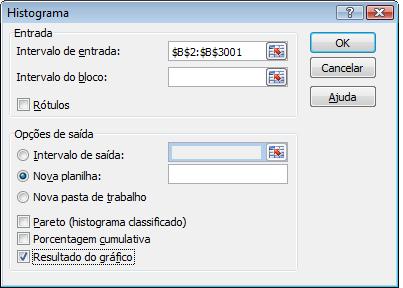 Histograma
Entrada
Intervalo de entrada:
$B$2:$B$3001
Intervalo do bloco:
Rótulos
OK
Cancelar
Ajuda
Opções de saída
Intervalo de saída:
Nova planilha:
Nova pasta de trabalho
Pareto (histograma classificado)
Porcentagem cumulativa
Resultado do gráfico